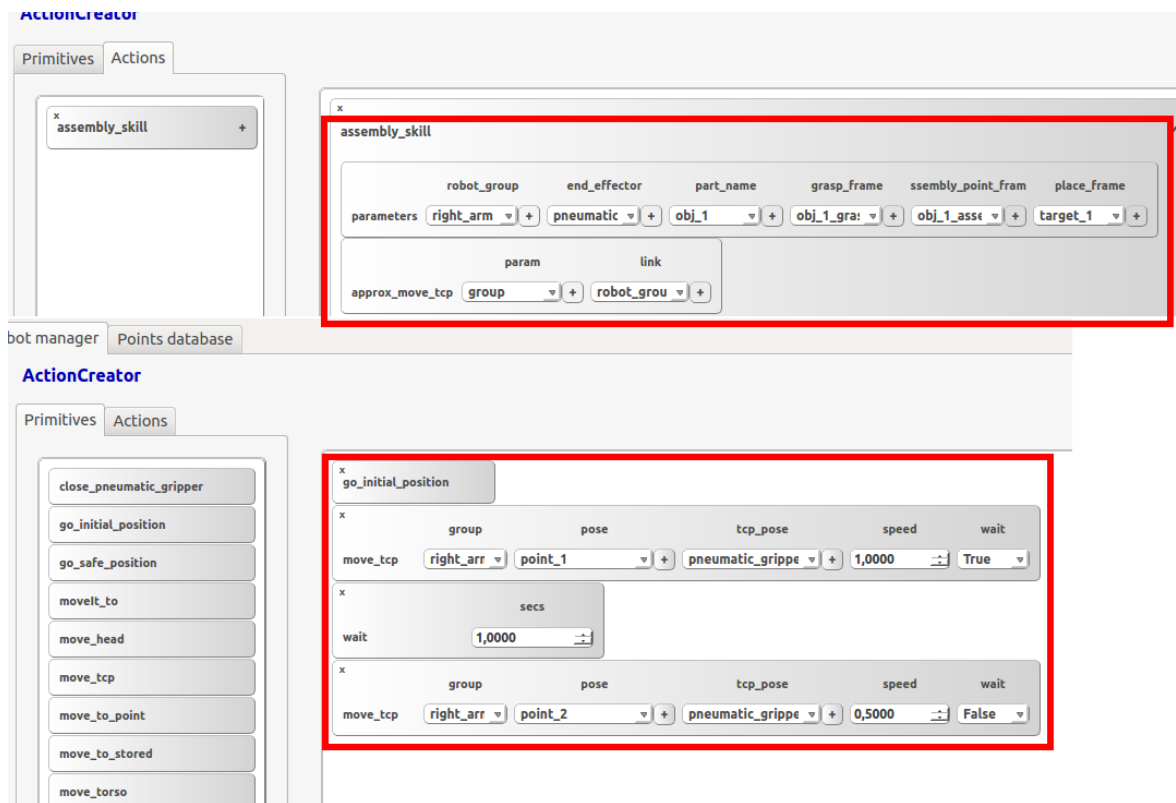 ActionCreator
Primitives Actions
x
assembly_skill +
x
assembly_skill
robot_group end_effector part_name grasp_frame ssembly_point_fram place_frame
parameters right_arm + pneumatic + obj_1 + obj_1_gra: + obj_1_asse + target_1 +
param link
approx_move_tcp group + robot_grou +
bot manager Points database
ActionCreator
Primitives Actions
close_pneumatic_gripper
go_initial_position
go_safe_position
moveIt_to
move_head
move_tcp
move_to_point
move_to_stored
move_torso
x
go_initial_position
x
group pose tcp_pose speed wait
move_tcp right_arr point_1 + pneumatic_grippe + 1,0000 True
x
secs
wait 1,0000
x
group pose tcp_pose speed wait
move_tcp right_arr point_2 + pneumatic_grippe + 0,5000 False